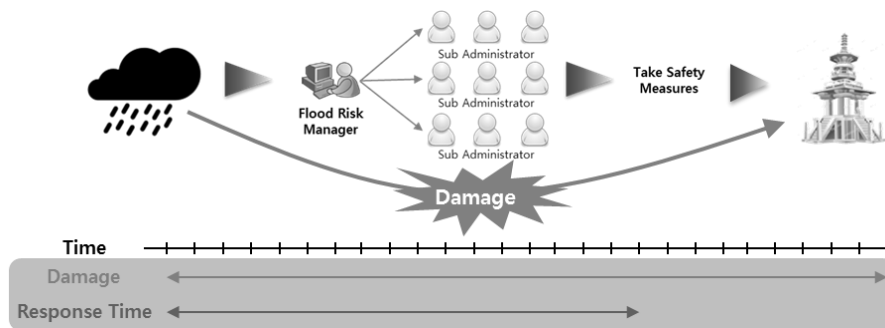 Sub Administrator
Sub Administrator
Sub Administrator
Flood Risk
Manager
Take Safety
Measures
Damage
Time
Damage
Response Time